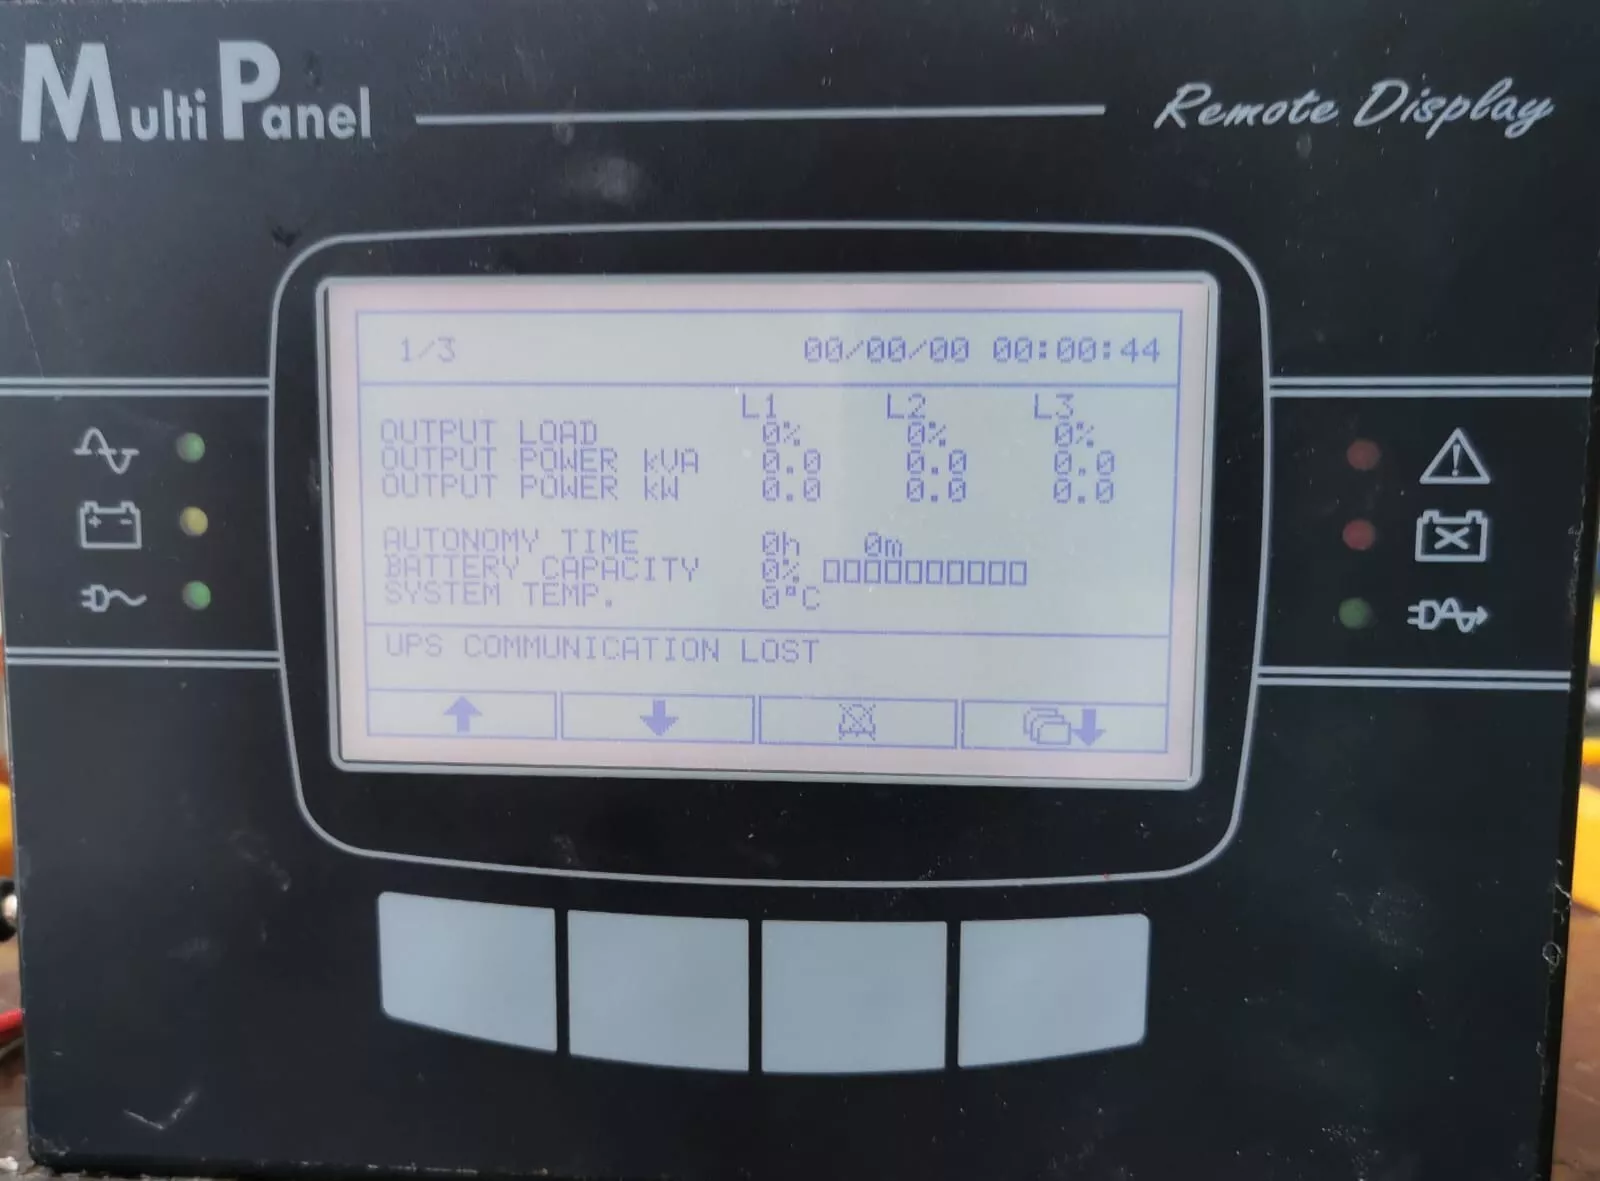 MultiPanel Remote Display
1/3 00/00/00 00:00:44
L1 L2 L3
OUTPUT LOAD 0% 0% 0%
OUTPUT POWER kVA 0.0 0.0 0.0
OUTPUT POWER kW 0.0 0.0 0.0
AUTONOMY TIME 0h 0m
BATTERY CAPACITY 0%
SYSTEM TEMP. 0°C
UPS COMMUNICATION LOST